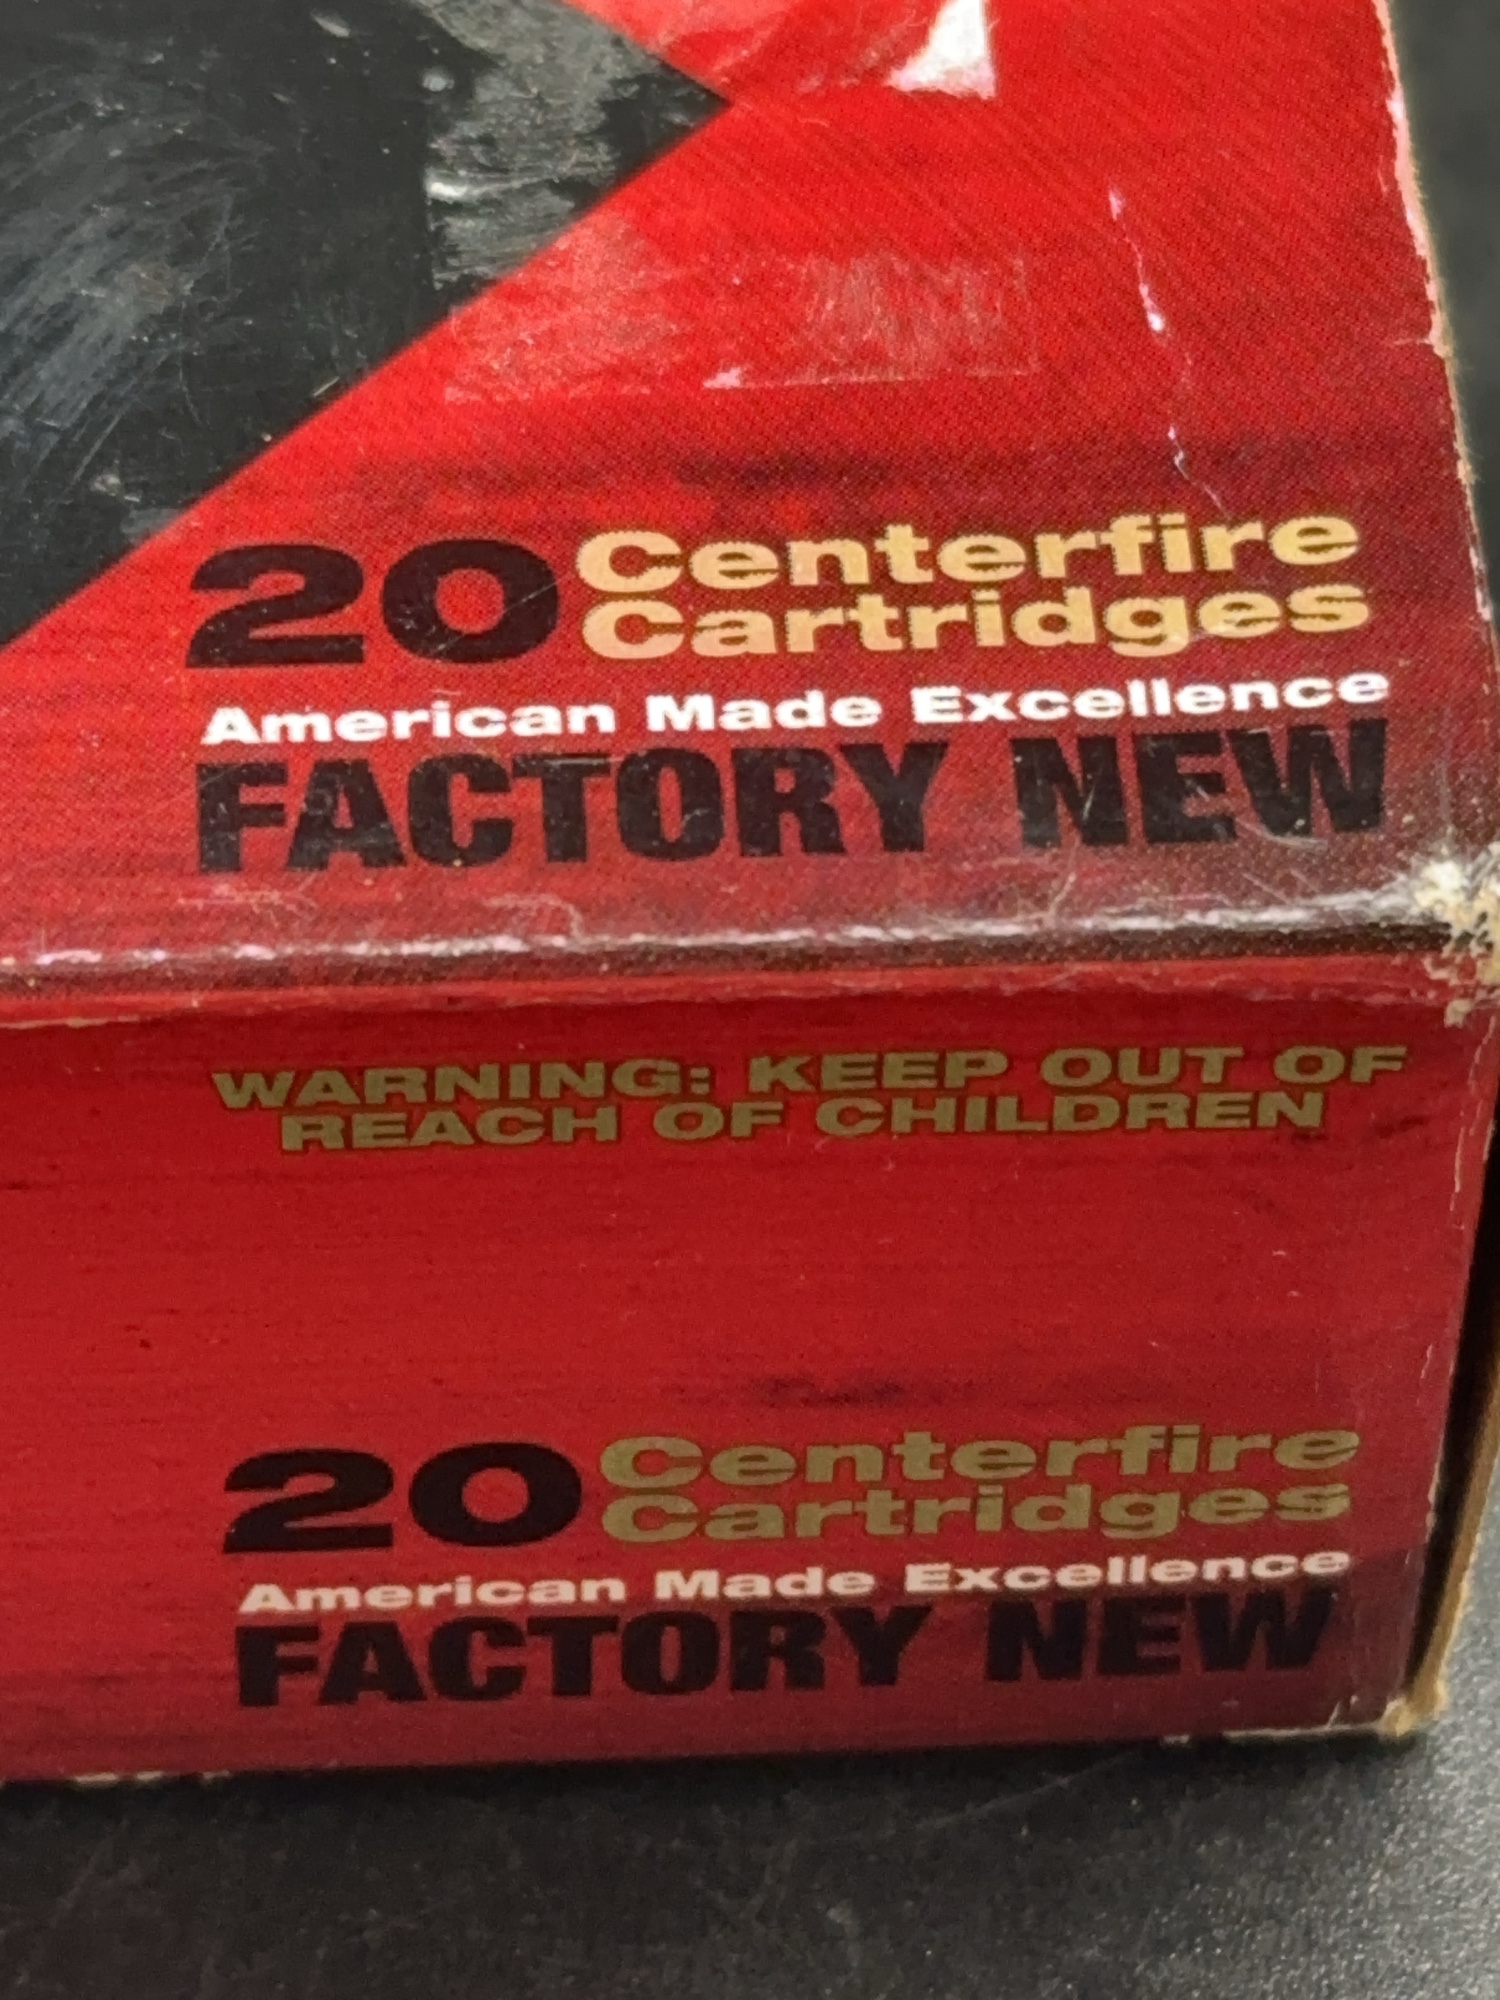 20 Centerfire
Cartridges
American Made Excellence
FACTORY NEW
WARNING: KEEP OUT OF
REACH OF CHILDREN
20 Centerfire
Cartridges
American Made Excellence
FACTORY NEW